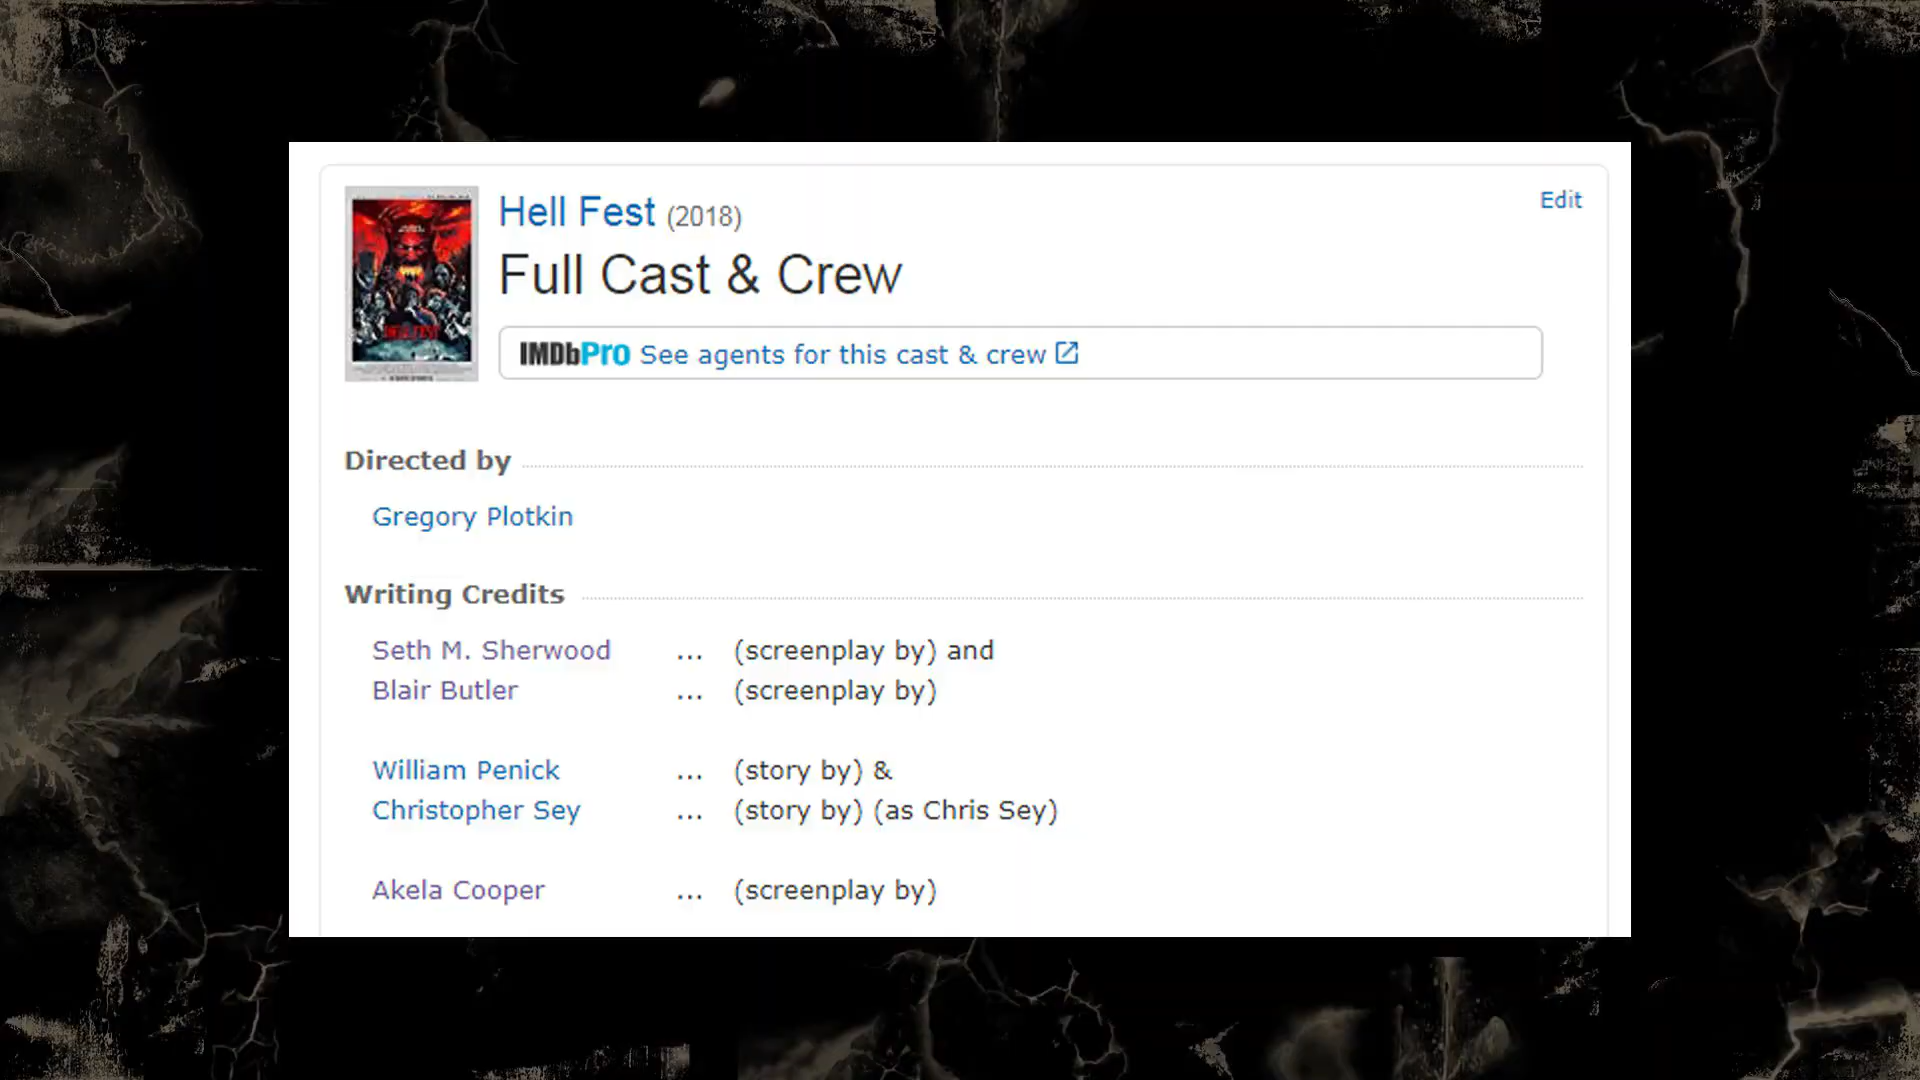 Hell Fest (2018)
Edit
Full Cast & Crew
IMDbPro See agents for this cast & crew
HELL FEST
Directed by
Gregory Plotkin
Writing Credits
Seth M. Sherwood ... (screenplay by) and
Blair Butler ... (screenplay by)
William Penick ... (story by) &
Christopher Sey ... (story by) (as Chris Sey)
Akela Cooper ... (screenplay by)